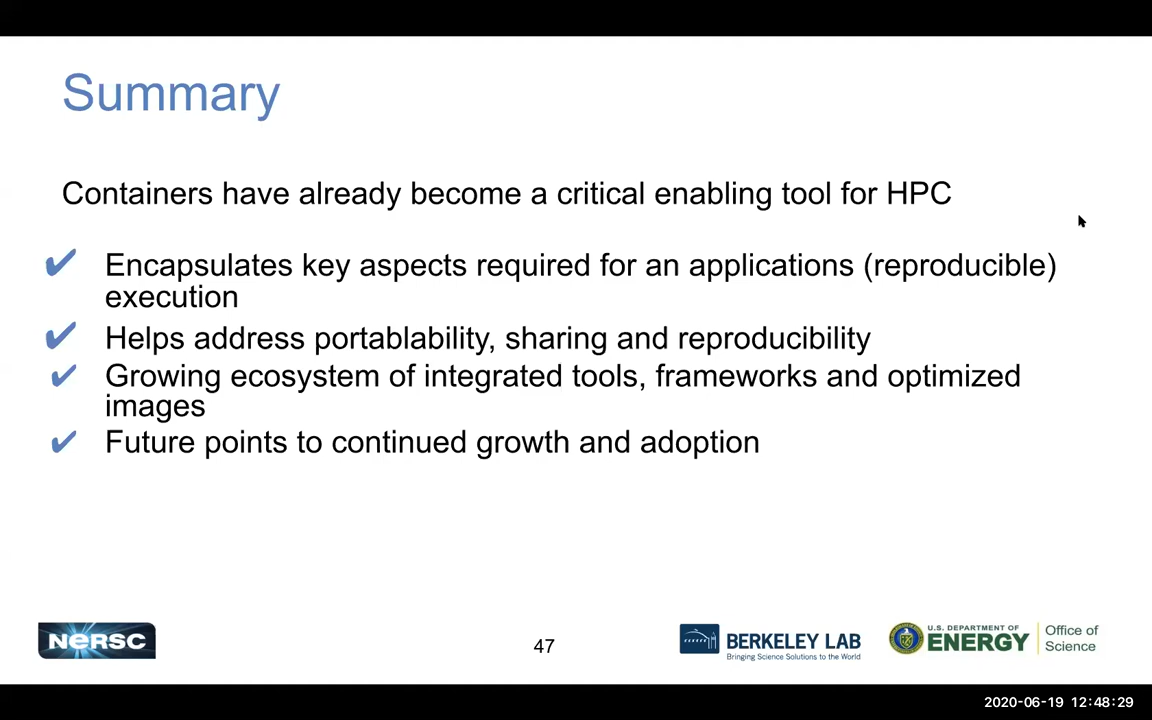 Summary
Containers have already become a critical enabling tool for HPC
✔ Encapsulates key aspects required for an applications (reproducible)
execution
✔ Helps address portablability, sharing and reproducibility
✔ Growing ecosystem of integrated tools, frameworks and optimized
images
✔ Future points to continued growth and adoption
NERSC
47
BERKELEY LAB
Bringing Science Solutions to the World
U.S. DEPARTMENT OF
ENERGY
Office of
Science
2020-06-19 12:48:29